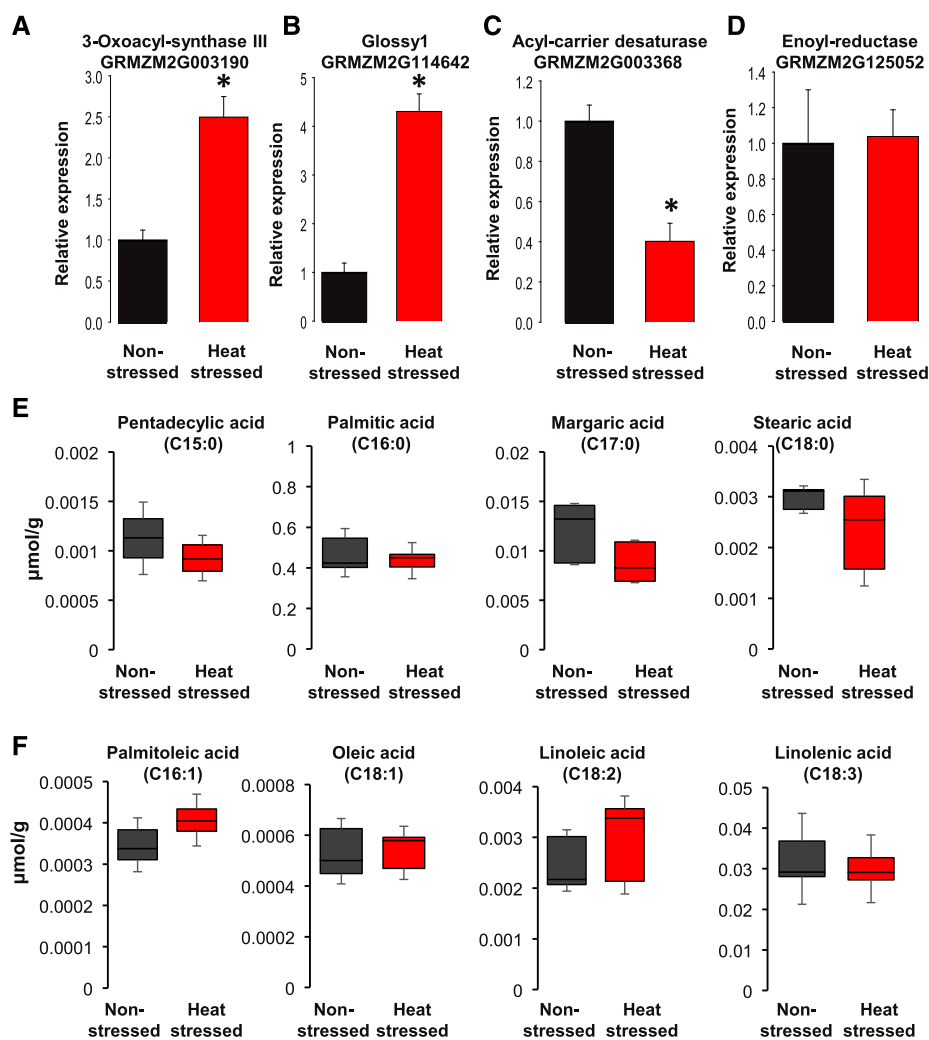 A
3-Oxoacyl-synthase III
GRMZM2G003190
*
3.0
2.5
2.0
1.5
1.0
0.5
0.0
Relative expression
Non-
stressed
Heat
stressed
B
Glossy1
GRMZM2G114642
*
5
4
3
2
1
0
Relative expression
Non-
stressed
Heat
stressed
C
Acyl-carrier desaturase
GRMZM2G003368
*
1.2
1.0
0.8
0.6
0.4
0.2
0.0
Relative expression
Non-
stressed
Heat
stressed
D
Enoyl-reductase
GRMZM2G125052
1.4
1.2
1.0
0.8
0.6
0.4
0.2
0.0
Relative expression
Non-
stressed
Heat
stressed
E
Pentadecylic acid
(C15:0)
0.002
0.0015
0.001
0.0005
0
µmol/g
Non-
stressed
Heat
stressed
Palmitic acid
(C16:0)
1
0.8
0.6
0.4
0.2
0
Non-
stressed
Heat
stressed
Margaric acid
(C17:0)
0.02
0.015
0.01
0.005
0
Non-
stressed
Heat
stressed
Stearic acid
(C18:0)
0.004
0.003
0.002
0.001
0
Non-
stressed
Heat
stressed
F
Palmitoleic acid
(C16:1)
0.0005
0.0004
0.0003
0.0002
0.0001
0
µmol/g
Non-
stressed
Heat
stressed
Oleic acid
(C18:1)
0.0008
0.0006
0.0004
0.0002
0
Non-
stressed
Heat
stressed
Linoleic acid
(C18:2)
0.004
0.003
0.002
0.001
0
Non-
stressed
Heat
stressed
Linolenic acid
(C18:3)
0.05
0.04
0.03
0.02
0.01
0
Non-
stressed
Heat
stressed